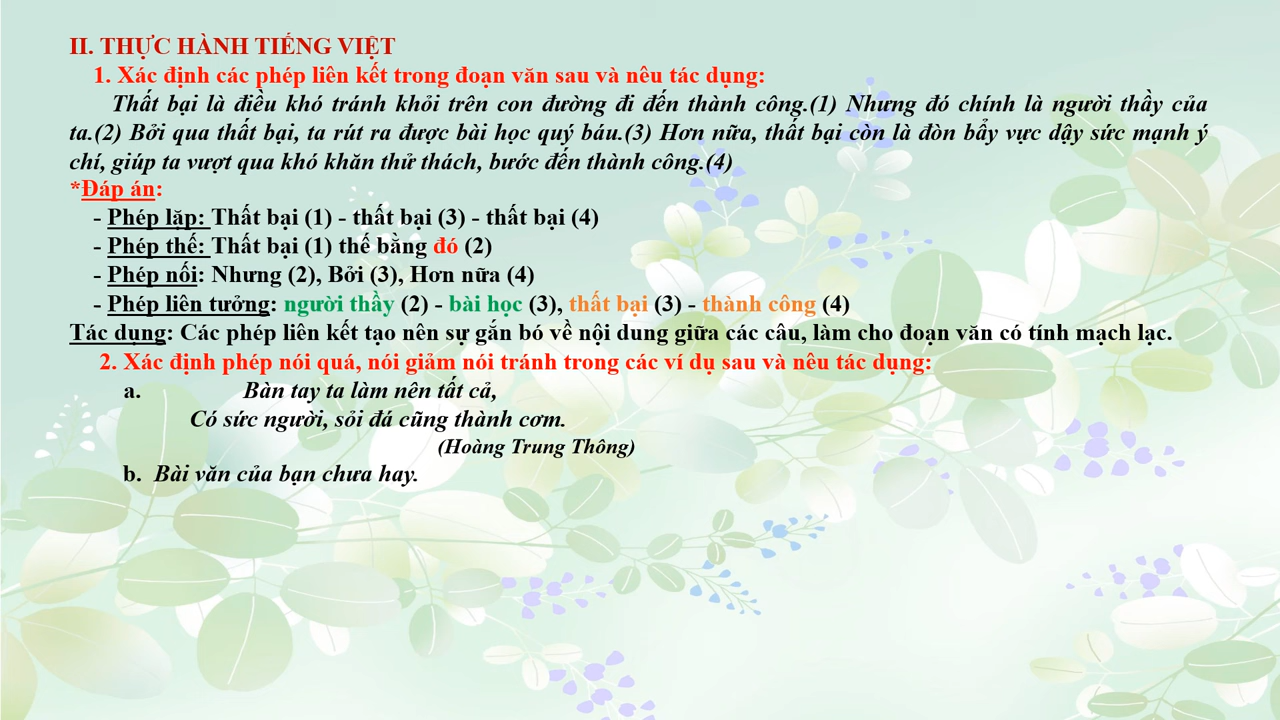 II. THỰC HÀNH TIẾNG VIỆT
1. Xác định các phép liên kết trong đoạn văn sau và nêu tác dụng:
Thất bại là điều khó tránh khỏi trên con đường đi đến thành công.(1) Nhưng đó chính là người thầy của
ta.(2) Bởi qua thất bại, ta rút ra được bài học quý báu.(3) Hơn nữa, thất bại còn là đòn bẩy vực dậy sức mạnh ý
chí, giúp ta vượt qua khó khăn thử thách, bước đến thành công.(4)
*Đáp án:
- Phép lặp: Thất bại (1) - thất bại (3) - thất bại (4)
- Phép thế: Thất bại (1) thế bằng đó (2)
- Phép nối: Nhưng (2), Bởi (3), Hơn nữa (4)
- Phép liên tưởng: người thầy (2) - bài học (3), thất bại (3) - thành công (4)
Tác dụng: Các phép liên kết tạo nên sự gắn bó về nội dung giữa các câu, làm cho đoạn văn có tính mạch lạc.
2. Xác định phép nói quá, nói giảm nói tránh trong các ví dụ sau và nêu tác dụng:
a. Bàn tay ta làm nên tất cả,
Có sức người, sỏi đá cũng thành cơm.
(Hoàng Trung Thông)
b. Bài văn của bạn chưa hay.